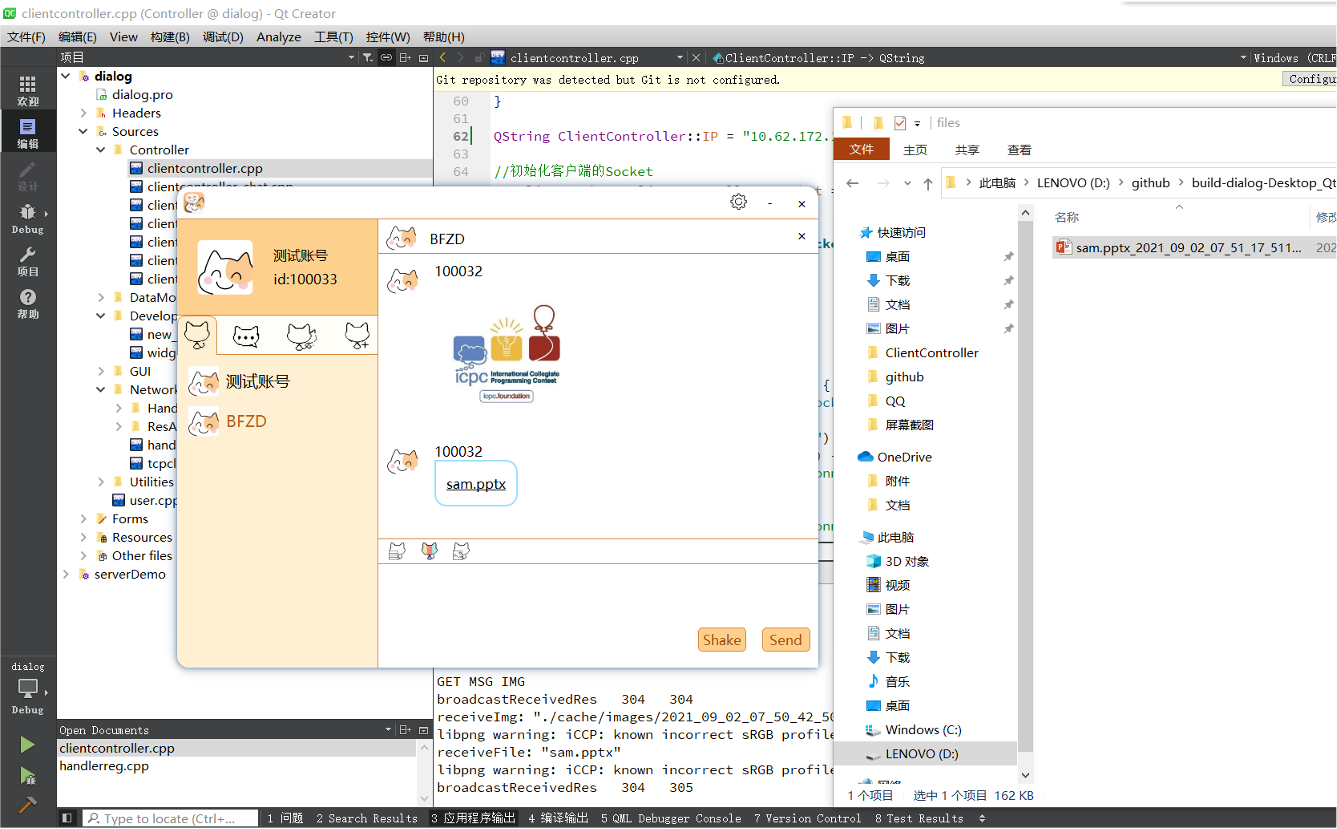 clientcontroller.cpp (Controller @ dialog) - Qt Creator
文件(F) 编辑(E) View 构建(B) 调试(D) Analyze 工具(T) 控件(W) 帮助(H)
项目
clientcontroller.cpp
ClientController::IP -> QString
Windows (CRLF
Git repository was detected but Git is not configured.
Configu
欢迎
编辑
设计
Debug
项目
帮助
dialog
Debug
dialog
dialog.pro
Headers
Sources
Controller
clientcontroller.cpp
clientcontroller_chat.cpp
client
client
client
client
client
DataMo
Develop
new_
widg
GUI
Network
Hand
ResA
hand
tcpcl
Utilities
user.cpp
Forms
Resources
Other files
serverDemo
60 }
61
62 QString ClientController::IP = "10.62.172.
63
64 //初始化客户端的Socket
测试账号
id:100033
测试账号
BFZD
BFZD
100032
icpc International Collegiate
Programming Contest
icpc.foundation
100032
sam.pptx
Shake
Send
files
文件 主页 共享 查看
此电脑 LENOVO (D:) github build-dialog-Desktop_Qt
名称
修改
sam.pptx_2021_09_02_07_51_17_511... 202
快速访问
桌面
下载
文档
图片
ClientController
github
QQ
屏幕截图
OneDrive
附件
文档
此电脑
3D 对象
视频
图片
文档
下载
音乐
桌面
Windows (C:)
LENOVO (D:)
网络
1 个项目 选中 1 个项目 162 KB
GET MSG IMG
broadcastReceivedRes 304 304
receiveImg: "./cache/images/2021_09_02_07_50_42_50
libpng warning: iCCP: known incorrect sRGB profile
receiveFile: "sam.pptx"
libpng warning: iCCP: known incorrect sRGB profile
broadcastReceivedRes 304 305
Open Documents
clientcontroller.cpp
handlerreg.cpp
Type to locate (Ctrl+...
1 问题 2 Search Results 3 应用程序输出 4 编译输出 5 QML Debugger Console 7 Version Control 8 Test Results